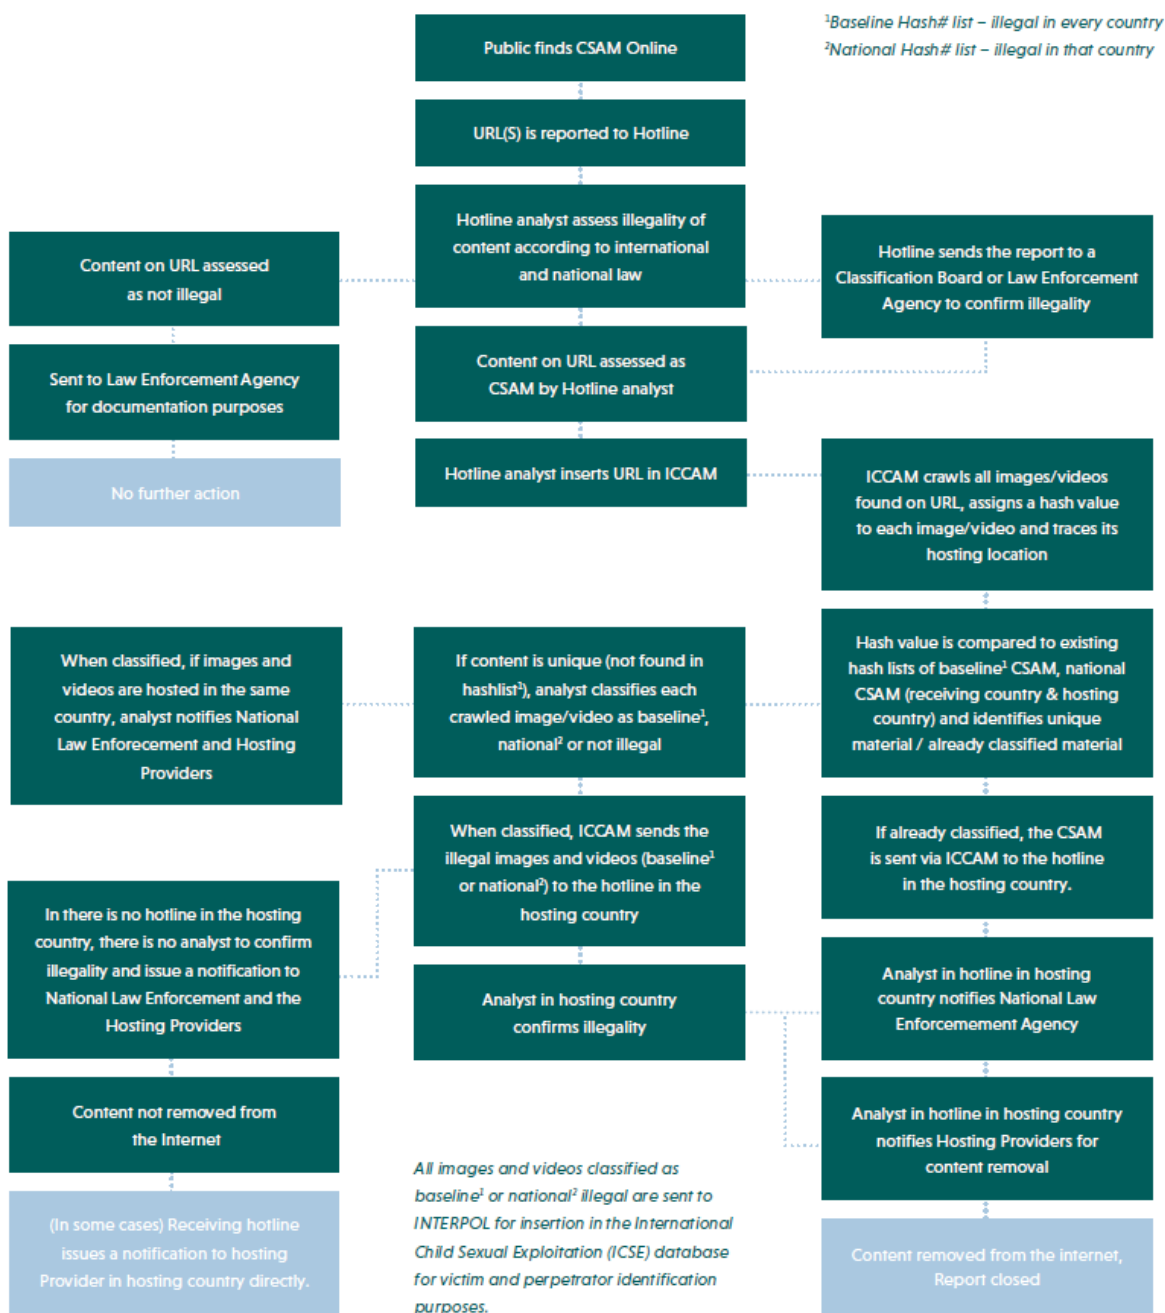 ¹Baseline Hash# list – illegal in every country
²National Hash# list – illegal in that country
Public finds CSAM Online
URL(S) is reported to Hotline
Hotline analyst assess illegality of
content according to international
and national law
Content on URL assessed
as not illegal
Hotline sends the report to a
Classification Board or Law Enforcement
Agency to confirm illegality
Sent to Law Enforcement Agency
for documentation purposes
Content on URL assessed as
CSAM by Hotline analyst
No further action
Hotline analyst inserts URL in ICCAM
ICCAM crawls all images/videos
found on URL, assigns a hash value
to each image/video and traces its
hosting location
Hash value is compared to existing
hash lists of baseline¹ CSAM, national
CSAM (receiving country & hosting
country) and identifies unique
material / already classified material
If content is unique (not found in
hashlist¹), analyst classifies each
crawled image/video as baseline¹,
national² or not illegal
When classified, if images and
videos are hosted in the same
country, analyst notifies National
Law Enforecement and Hosting
Providers
When classified, ICCAM sends the
illegal images and videos (baseline¹
or national²) to the hotline in the
hosting country
If already classified, the CSAM
is sent via ICCAM to the hotline
in the hosting country.
In there is no hotline in the hosting
country, there is no analyst to confirm
illegality and issue a notification to
National Law Enforcement and the
Hosting Providers
Analyst in hosting country
confirms illegality
Analyst in hotline in hosting
country notifies National Law
Enforcemement Agency
Content not removed from
the Internet
Analyst in hotline in hosting country
notifies Hosting Providers for
content removal
(In some cases) Receiving hotline
issues a notification to hosting
Provider in hosting country directly.
All images and videos classified as
baseline¹ or national² illegal are sent to
INTERPOL for insertion in the International
Child Sexual Exploitation (ICSE) database
for victim and perpetrator identification
purposes.
Content removed from the internet,
Report closed